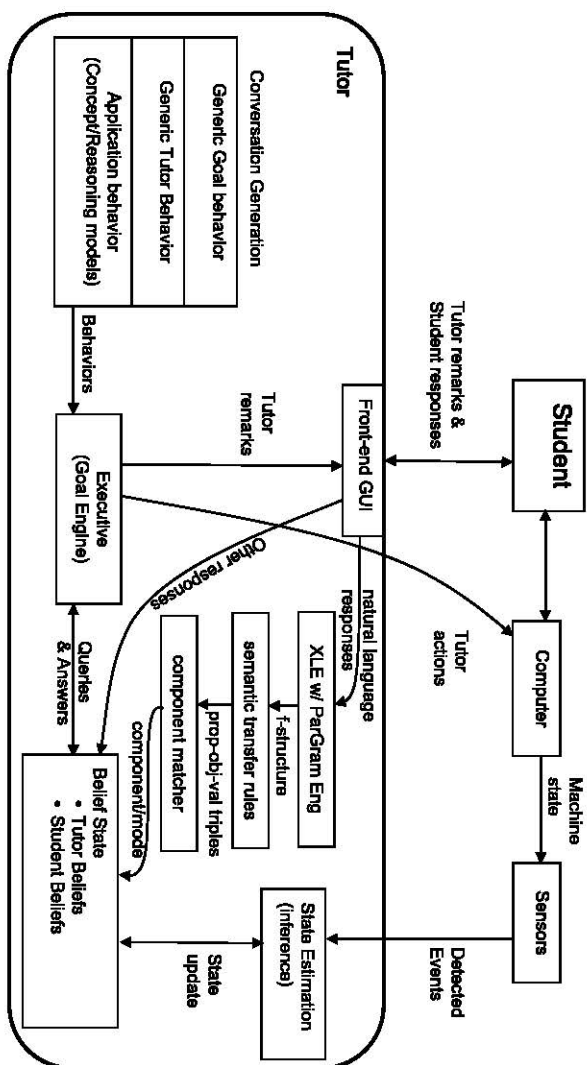 Student
Computer
Machine
state
Sensors
Tutor remarks &
Student responses
Tutor
actions
Detected
Events
Tutor
Front-end GUI
natural language
responses
XLE w/ ParGram Eng
f-structure
semantic transfer rules
prop-obj-val triples
component matcher
component/mode
State Estimation
(inference)
State
update
Conversation Generation
Generic Goal behavior
Generic Tutor Behavior
Application behavior
(Concept/Reasoning models)
Behaviors
Tutor
remarks
Other responses
Executive
(Goal Engine)
Queries
& Answers
Belief State
• Tutor Beliefs
• Student Beliefs